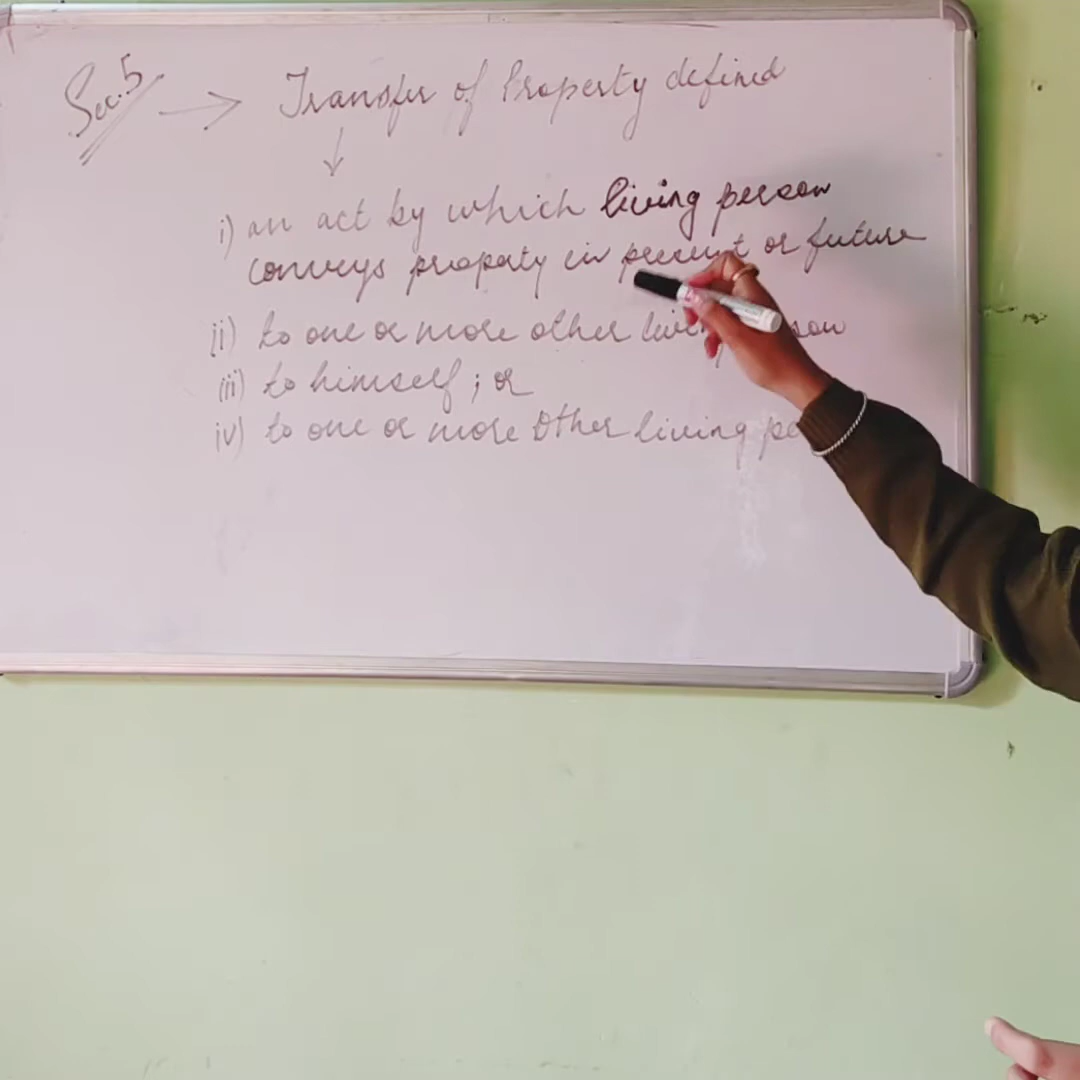 Sec. 5 → Transfer of Property defined
↓
i) an act by which living person
conveys property in present or future
(ii) to one or more other living
(iii) to himself ; or
iv) to one or more other living